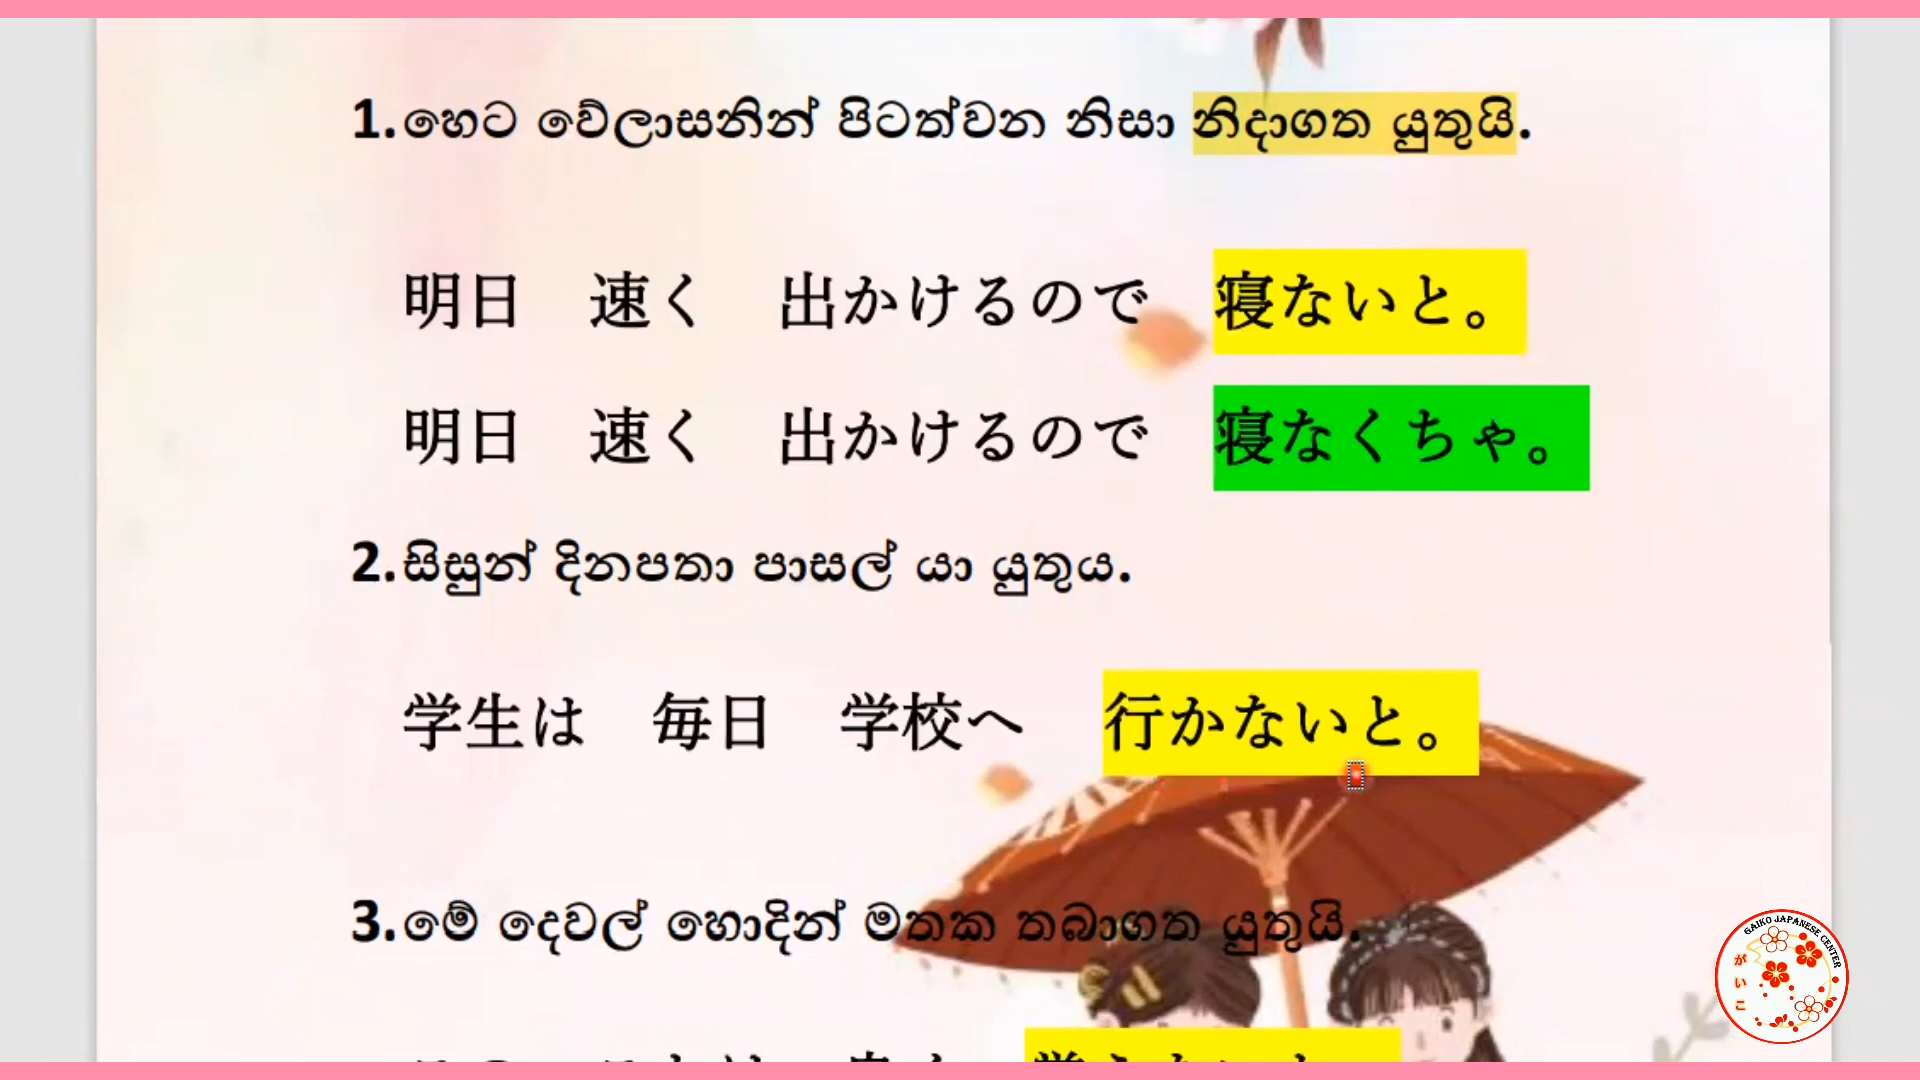 1.හෙට වේලාසනින් පිටත්වන නිසා නිදාගත යුතුයි.
明日　速く　出かけるので　寝ないと。
明日　速く　出かけるので　寝なくちゃ。
2.සිසුන් දිනපතා පාසල් යා යුතුය.
学生は　毎日　学校へ　行かないと。
3.මේ දෙවල් හොදින් මතක තබාගත යුතුයි.
GAIKO JAPANESE CENTER
がいこ